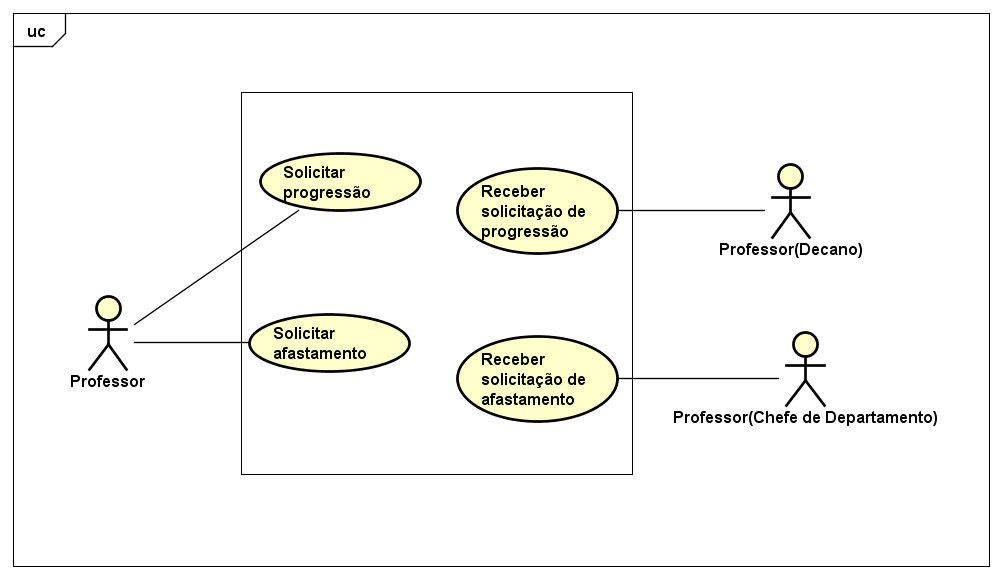 uc
Solicitar
progressão
Receber
solicitação de
progressão
Professor(Decano)
Solicitar
afastamento
Professor
Receber
solicitação de
afastamento
Professor(Chefe de Departamento)